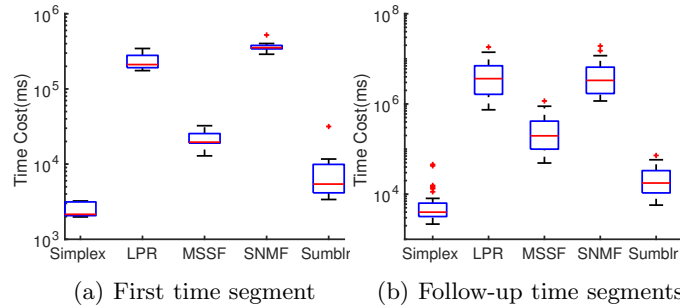 10^6
10^5
10^4
10^3
Time Cost(ms)
Simplex LPR MSSF SNMF Sumblr
(a) First time segment
10^8
10^6
10^4
Time Cost(ms)
Simplex LPR MSSF SNMF Sumblr
(b) Follow-up time segments